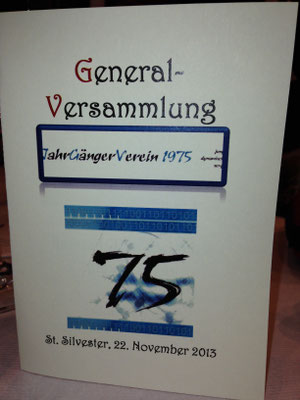 General-
Versammlung
JahrGängerVerein 1975
75
St. Silvester, 22. November 2013